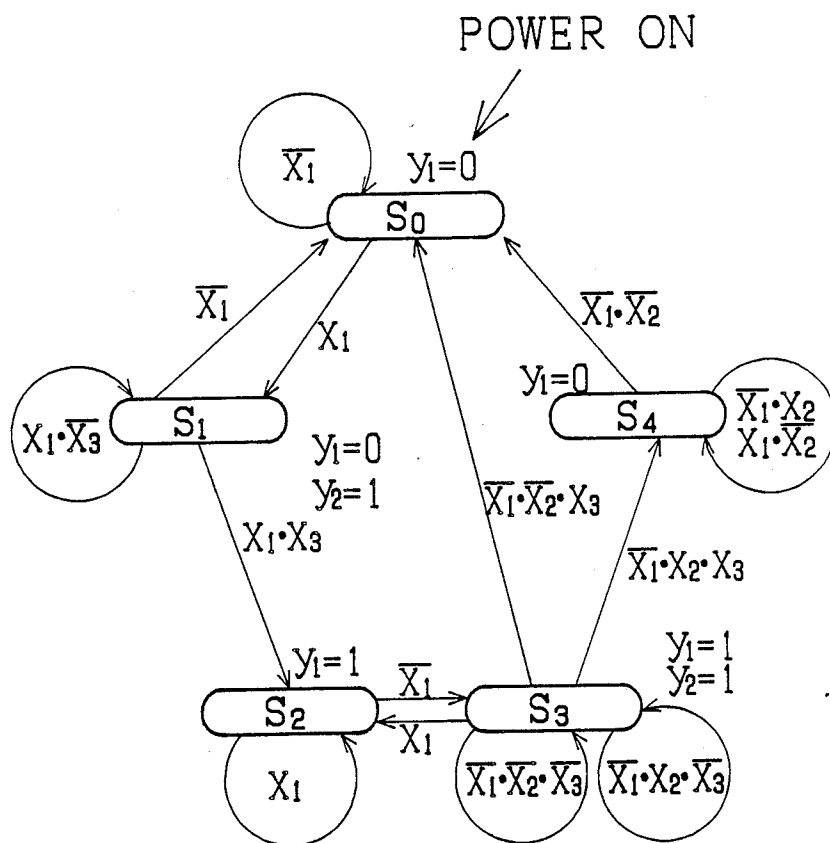 POWER ON
X̅₁
y₁=0
S₀
X̅₁
X₁
X̅₁·X̅₂
y₁=0
S₁
S₄
X₁·X̅₃
X̅₁·X₂
X₁·X̅₂
y₁=0
y₂=1
X̅₁·X̅₂·X₃
X₁·X₃
X̅₁·X₂·X₃
y₁=1
y₁=1
y₂=1
X̅₁
S₂
S₃
X₁
X₁
X̅₁·X̅₂·X̅₃
X̅₁·X₂·X̅₃